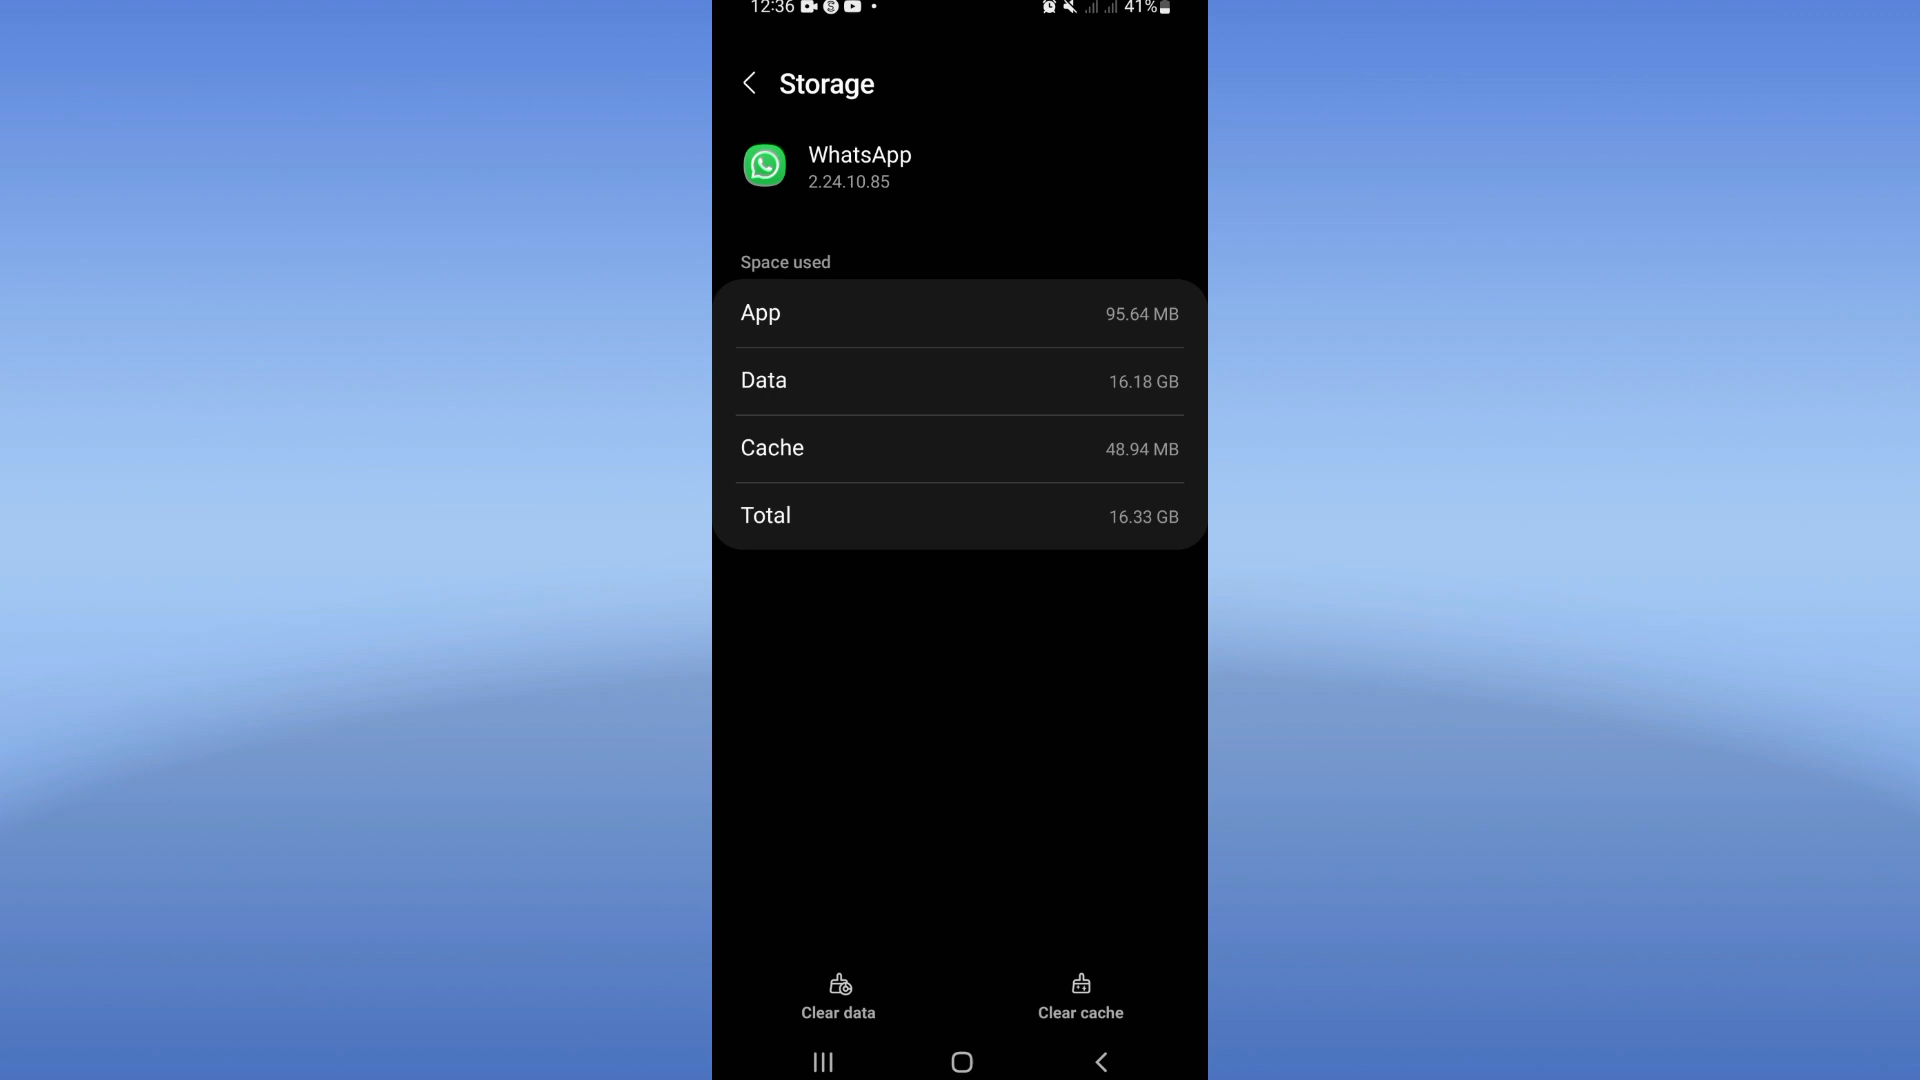 12:36 41%
Storage
WhatsApp
2.24.10.85
Space used
App 95.64 MB
Data 16.18 GB
Cache 48.94 MB
Total 16.33 GB
Clear data Clear cache